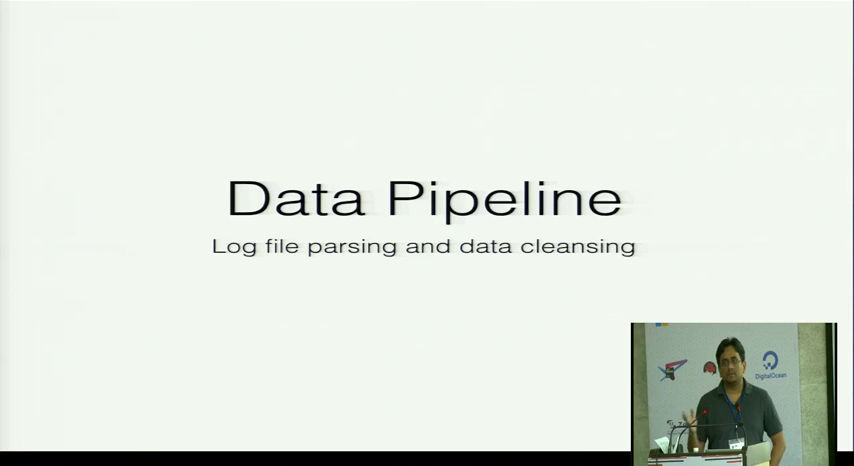 Data Pipeline
Log file parsing and data cleansing
DigitalOcean